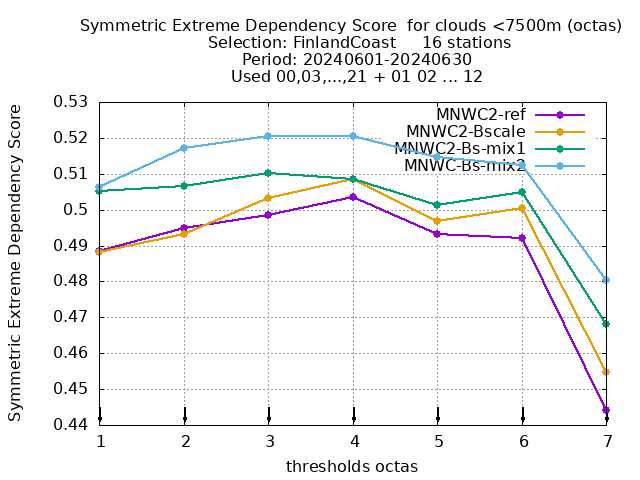 Symmetric Extreme Dependency Score for clouds <7500m (octas)
Selection: FinlandCoast 16 stations
Period: 20240601-20240630
Used 00,03,...,21 + 01 02 ... 12
MNWC2-ref
MNWC2-Bscale
MNWC2-Bs-mix1
MNWC-Bs-mix2
Symmetric Extreme Dependency Score
0.53
0.52
0.51
0.5
0.49
0.48
0.47
0.46
0.45
0.44
1 2 3 4 5 6 7
thresholds octas